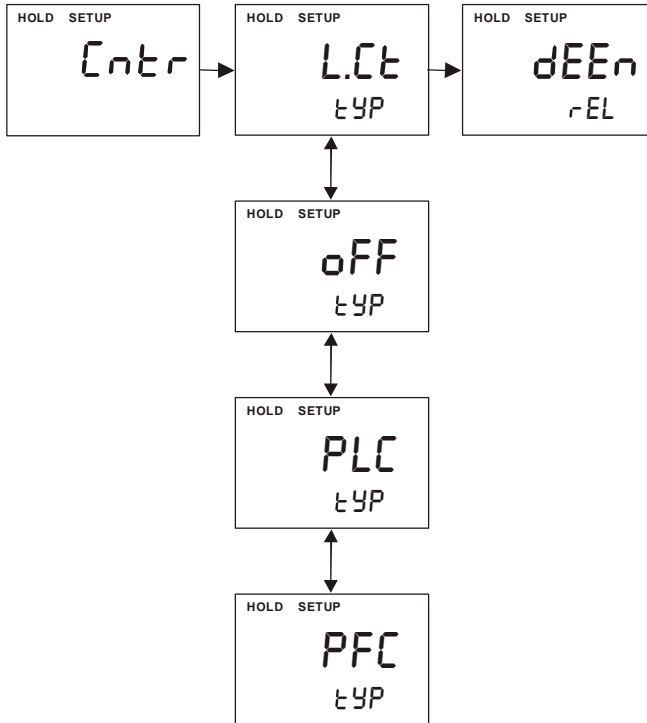 HOLD SETUP
Cntr
HOLD SETUP
L.Ct
tYP
HOLD SETUP
dEEn
rEL
HOLD SETUP
oFF
tYP
HOLD SETUP
PLC
tYP
HOLD SETUP
PFC
tYP